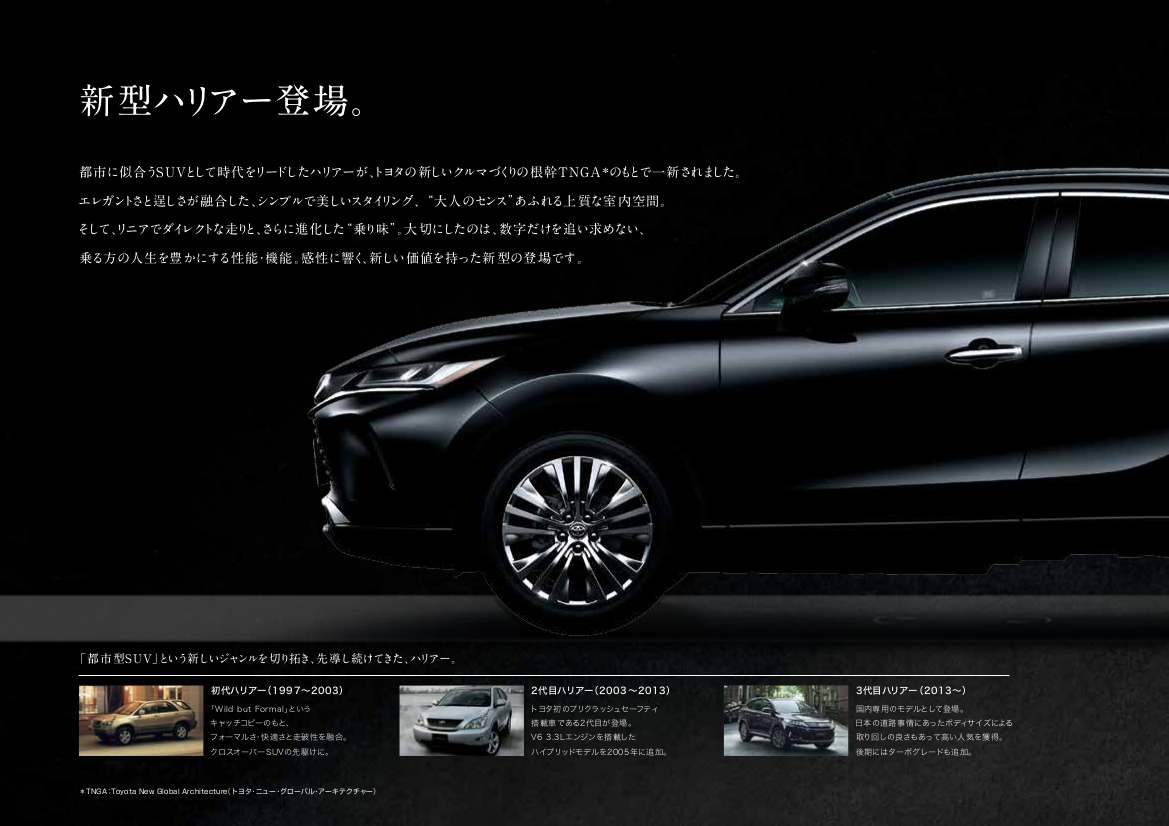 新型ハリアー登場。
都市に似合うSUVとして時代をリードしたハリアーが、トヨタの新しいクルマづくりの根幹TNGA*のもとで一新されました。
エレガントさと逞しさが融合した、シンプルで美しいスタイリング、“大人のセンス”あふれる上質な室内空間。
そして、リニアでダイレクトな走りと、さらに進化した“乗り味”。大切にしたのは、数字だけを追い求めない、
乗る方の人生を豊かにする性能・機能。感性に響く、新しい価値を持った新型の登場です。
「都市型SUV」という新しいジャンルを切り拓き、先導し続けてきた、ハリアー。
初代ハリアー(1997〜2003)
「Wild but Formal」という
キャッチコピーのもと、
フォーマルさ・快適さと走破性を融合。
クロスオーバーSUVの先駆けに。
2代目ハリアー(2003〜2013)
トヨタ初のプリクラッシュセーフティ
搭載車である2代目が登場。
V6 3.3Lエンジンを搭載した
ハイブリッドモデルを2005年に追加。
3代目ハリアー(2013〜)
国内専用のモデルとして登場。
日本の道路事情にあったボディサイズによる
取り回しの良さもあって高い人気を獲得。
後期にはターボグレードも追加。
*TNGA:Toyota New Global Architecture(トヨタ・ニュー・グローバル・アーキテクチャー)